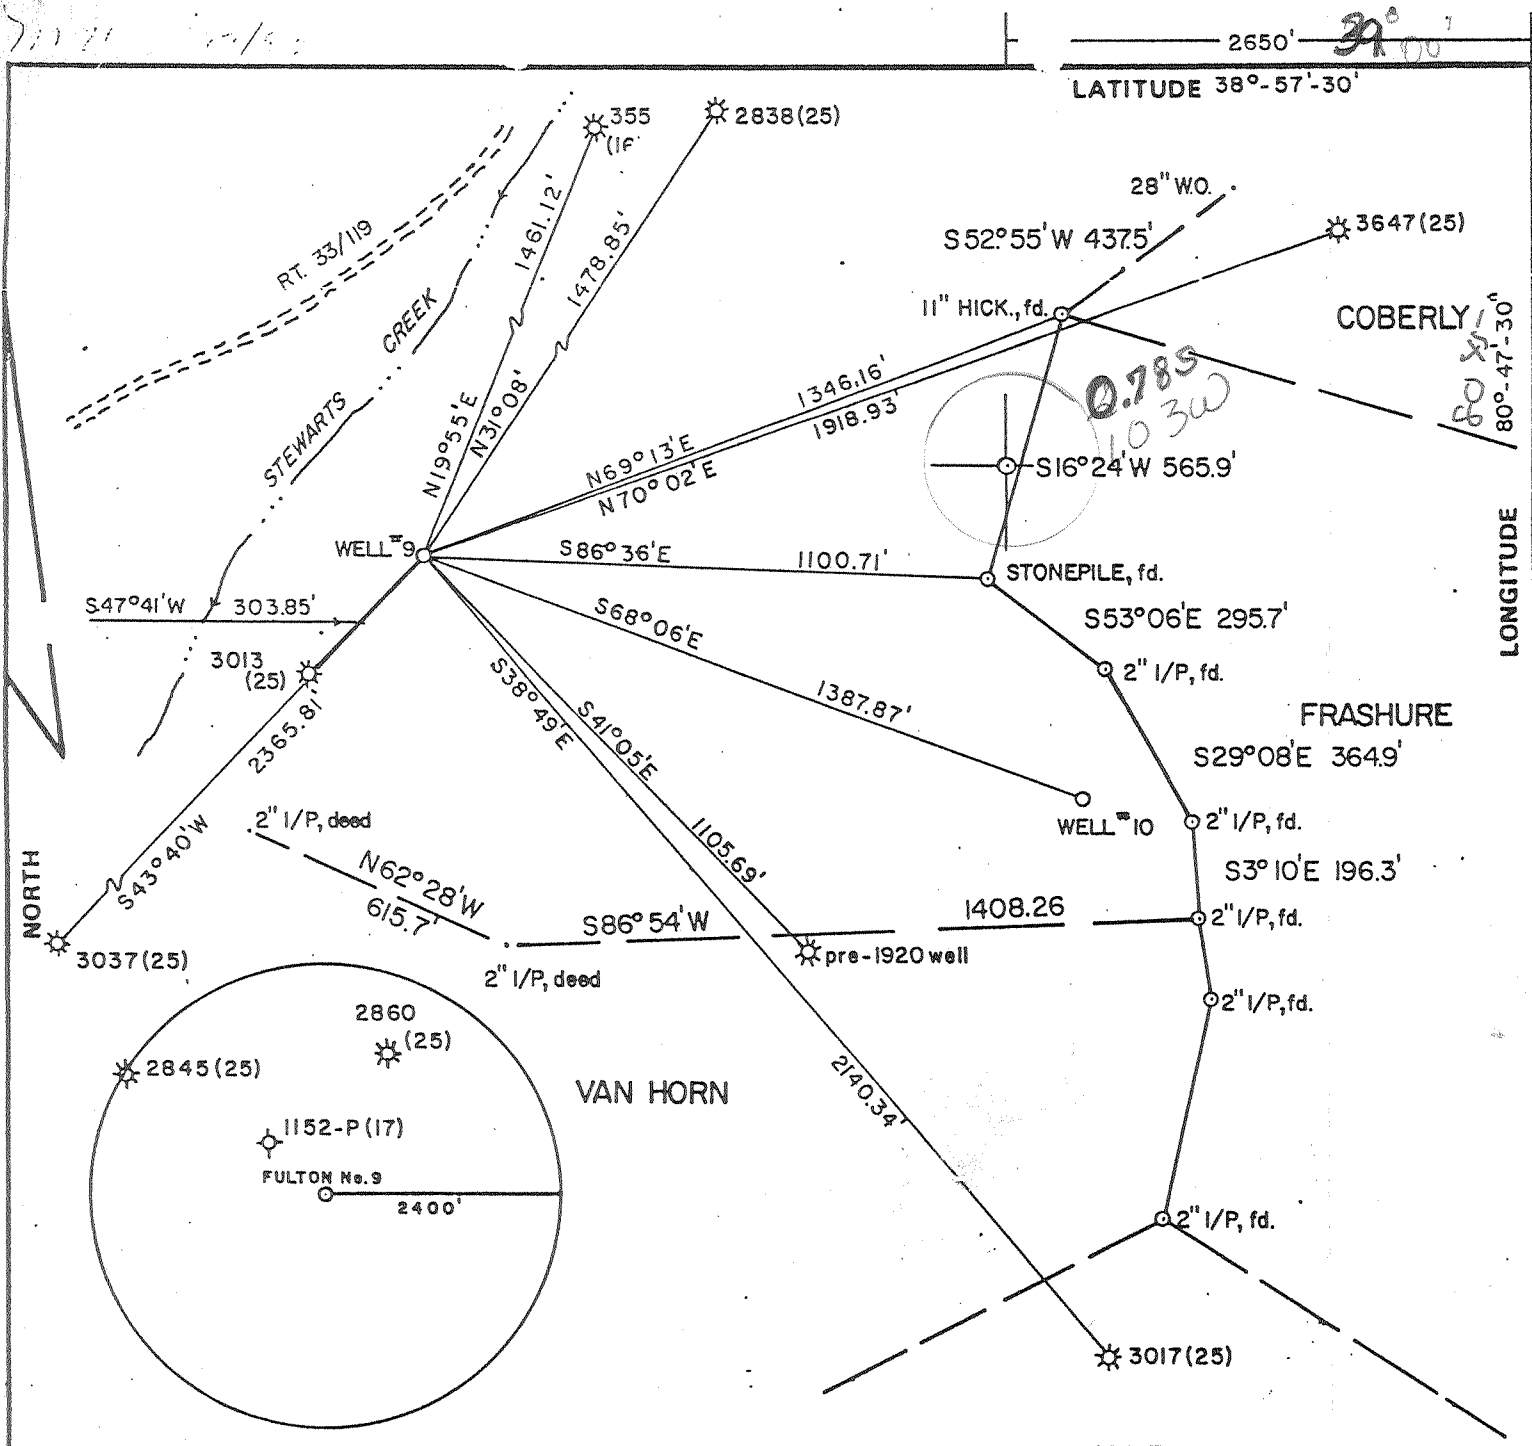 2650'
39° 00'
LATITUDE 38°-57'-30'
355
2838(25)
28" W.O.
3647(25)
S52°55'W 437.5'
RT. 33/119
1461.12'
1478.85'
11" HICK., fd.
COBERLY
80°-47'-30"
LONGITUDE
STEWARTS CREEK
1346.16'
1918.93'
0.78S
1.03W
N19°55'E
N31°08'
N69°13'E
N70°02'E
S16°24'W 565.9'
WELL #9
S86°36'E 1100.71'
STONEPILE, fd.
S.47°41'W 303.85'
S68°06'E
S53°06'E 295.7'
3013
(25)
2" I/P, fd.
S38°49'E
S41°05'E
1387.87'
FRASHURE
2365.81'
S29°08'E 364.9'
2" I/P, deed
WELL #10
2" I/P, fd.
S43°40'W
N62°28'W
615.7'
1105.69'
S3°10'E 196.3'
NORTH
S86°54'W
1408.26
2" I/P, fd.
3037(25)
2" I/P, deed
pre-1920 well
2" I/P, fd.
2860
(25)
2845(25)
VAN HORN
2140.34'
1152-P(17)
FULTON No.9
2400'
2" I/P, fd.
3017(25)